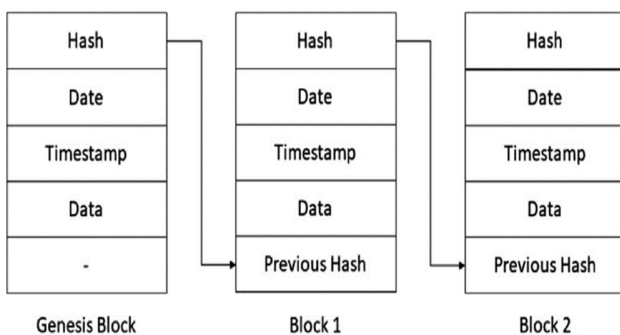 Hash
Date
Timestamp
Data
-
Genesis Block
Hash
Date
Timestamp
Data
Previous Hash
Block 1
Hash
Date
Timestamp
Data
Previous Hash
Block 2